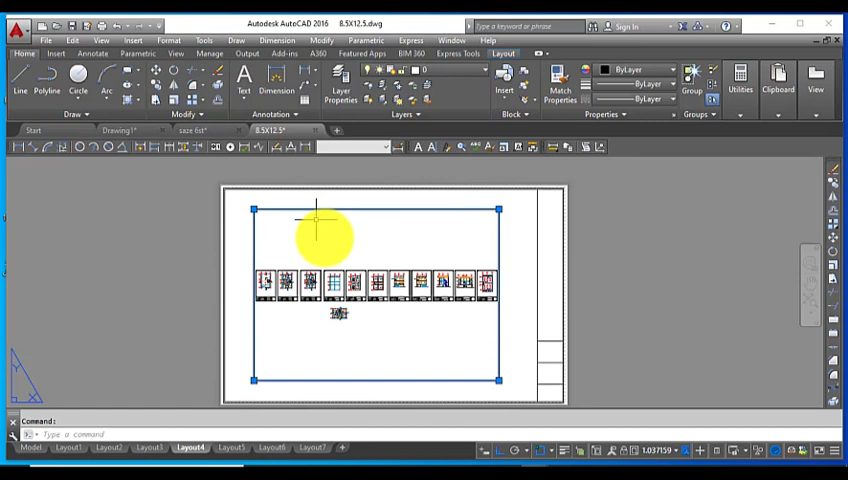 Autodesk AutoCAD 2016 8.5X12.5.dwg
Type a keyword or phrase
Sign In
File Edit View Insert Format Tools Draw Dimension Modify Parametric Express Window Help
Home Insert Annotate Parametric View Manage Output Add-ins A360 Featured Apps BIM 360 Express Tools Layout
Line Polyline Circle Arc
Text Dimension
Layer Properties
0
Insert
Match Properties
ByLayer
ByLayer
ByLayer
Group
Utilities
Clipboard
View
Draw Modify Annotation Layers Block Properties Groups
Start Drawing1* saze 6st* 8.5X12.5*
Y
X
Command:
Type a command
Model Layout1 Layout2 Layout3 Layout4 Layout5 Layout6 Layout7
1.037159